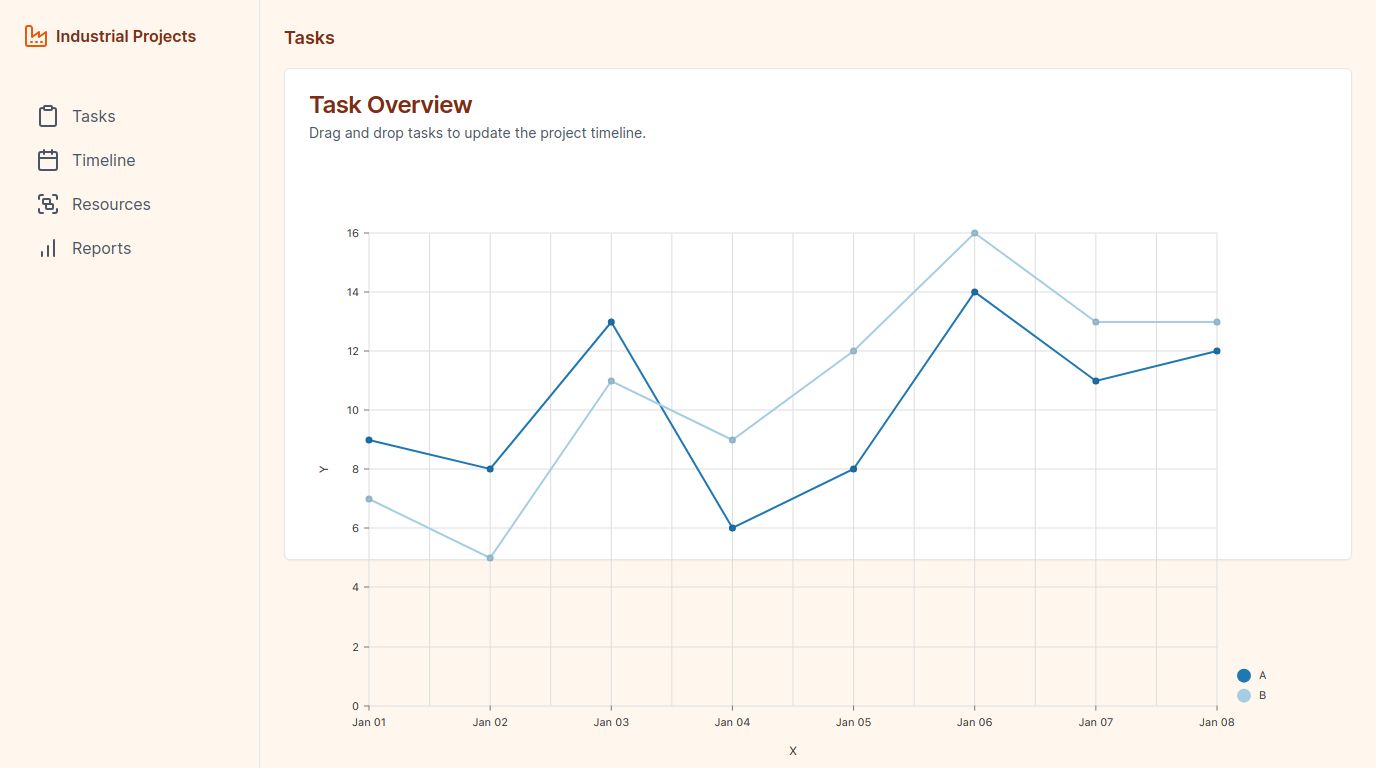 Industrial Projects
Tasks
Timeline
Resources
Reports
Tasks
Task Overview
Drag and drop tasks to update the project timeline.
16
14
12
10
8
6
4
2
0
Y
Jan 01 Jan 02 Jan 03 Jan 04 Jan 05 Jan 06 Jan 07 Jan 08
X
A
B